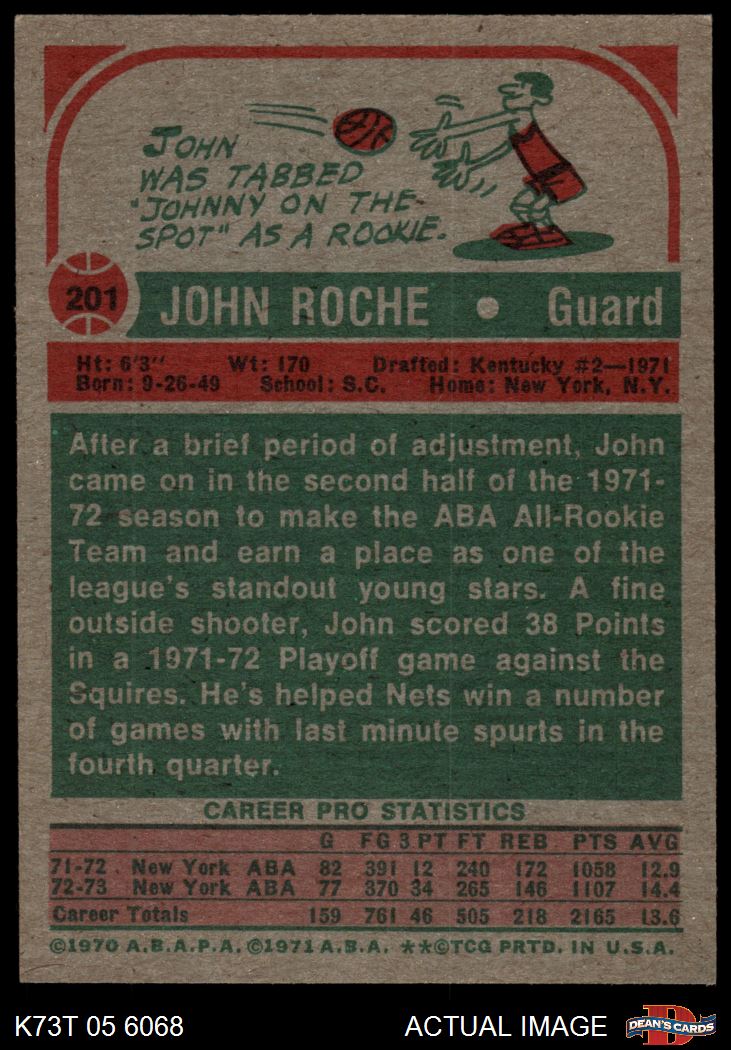 JOHN
WAS TABBED
"JOHNNY ON THE
SPOT" AS A ROOKIE.
201 JOHN ROCHE • Guard
Ht: 6'3" Wt: 170 Drafted: Kentucky #2—1971
Born: 9-26-49 School: S.C. Home: New York, N.Y.
After a brief period of adjustment, John
came on in the second half of the 1971-
72 season to make the ABA All-Rookie
Team and earn a place as one of the
league's standout young stars. A fine
outside shooter, John scored 38 Points
in a 1971-72 Playoff game against the
Squires. He's helped Nets win a number
of games with last minute spurts in the
fourth quarter.
CAREER PRO STATISTICS
G FG 3 PT FT REB PTS AVG
71-72 New York ABA 82 391 12 240 172 1058 12.9
72-73 New York ABA 77 370 34 265 146 1107 14.4
Career Totals 159 761 46 505 218 2165 13.6
©1970 A.B.A.P.A. ©1971 A.B.A. **©TCG PRTD. IN U.S.A.
K73T 05 6068 ACTUAL IMAGE DEAN'S CARDS